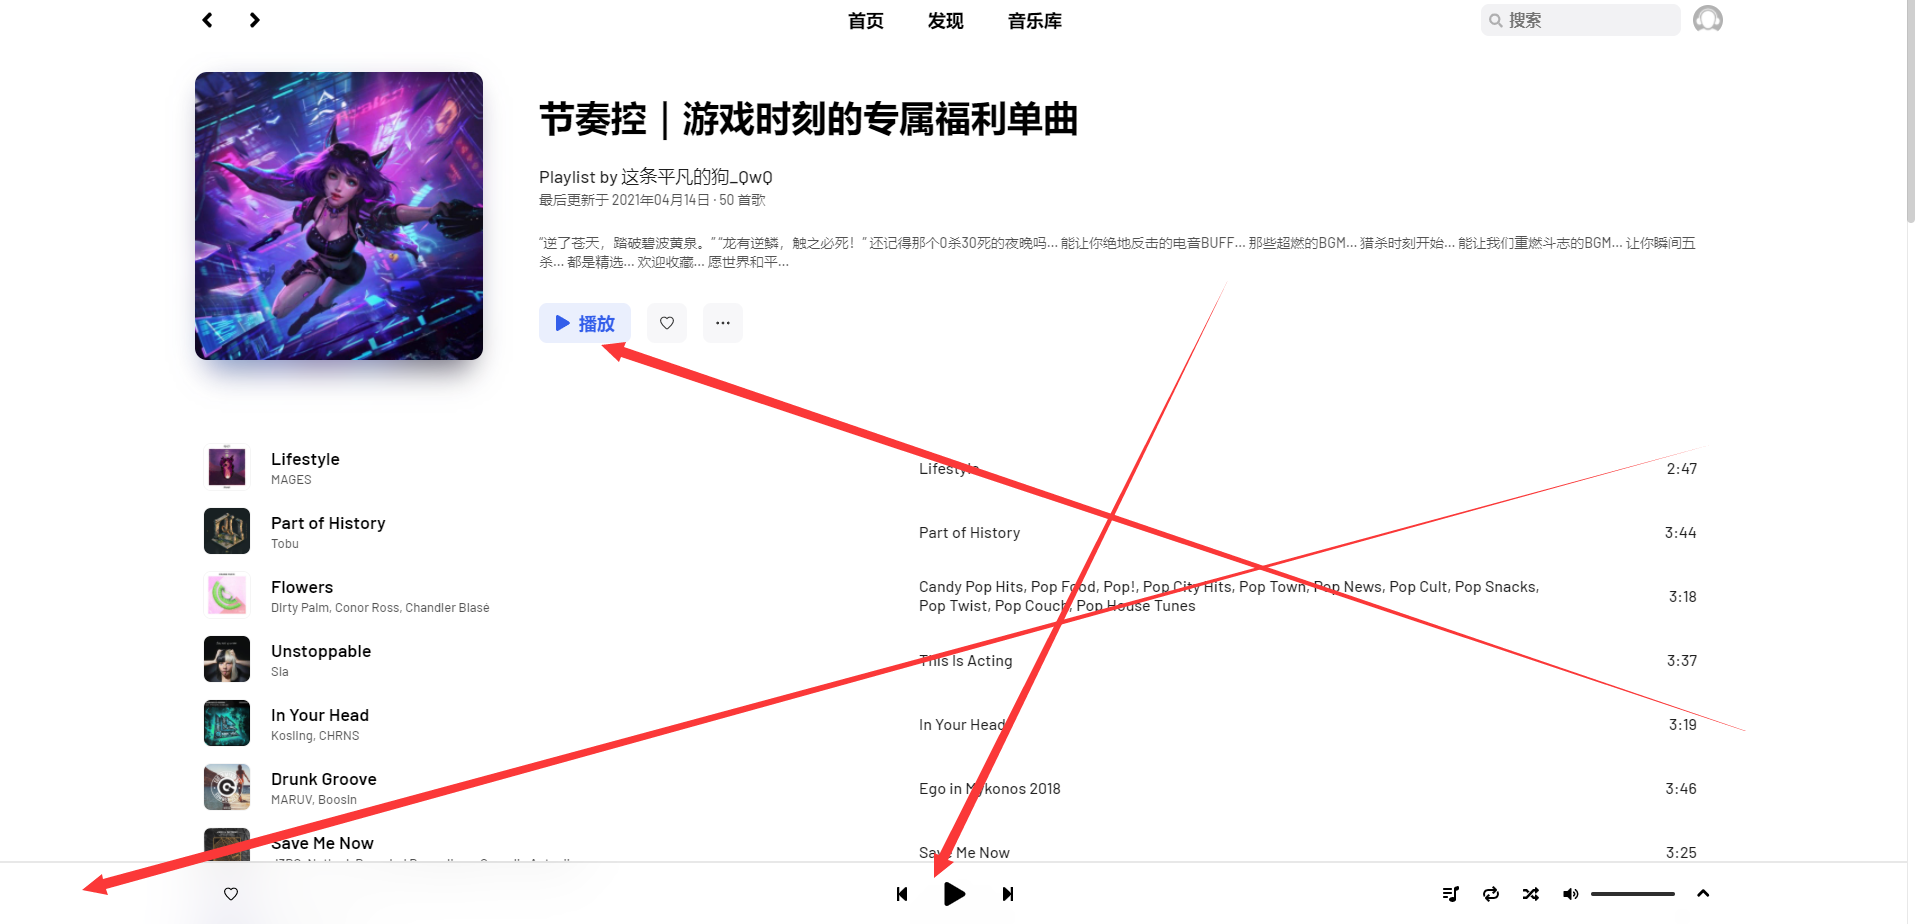 首页 发现 音乐库 搜索
节奏控｜游戏时刻的专属福利单曲
Playlist by 这条平凡的狗_QwQ
最后更新于 2021年04月14日 · 50 首歌
“逆了苍天，踏破碧波黄泉。” “龙有逆鳞，触之必死！” 还记得那个0杀30死的夜晚吗... 能让你绝地反击的电音BUFF... 那些超燃的BGM... 猎杀时刻开始... 能让我们重燃斗志的BGM... 让你瞬间五
杀... 都是精选... 欢迎收藏... 愿世界和平...
播放
Lifestyle
MAGES
Lifestyle
2:47
Part of History
Tobu
Part of History
3:44
Flowers
Dirty Palm, Conor Ross, Chandler Blasé
Candy Pop Hits, Pop Food, Pop!, Pop City Hits, Pop Town, Pop News, Pop Cult, Pop Snacks,
Pop Twist, Pop Couch, Pop House Tunes
3:18
Unstoppable
Sia
This Is Acting
3:37
In Your Head
Kosling, CHRNS
In Your Head
3:19
Drunk Groove
MARUV, Boosin
Ego in Mykonos 2018
3:46
Save Me Now
Save Me Now
3:25